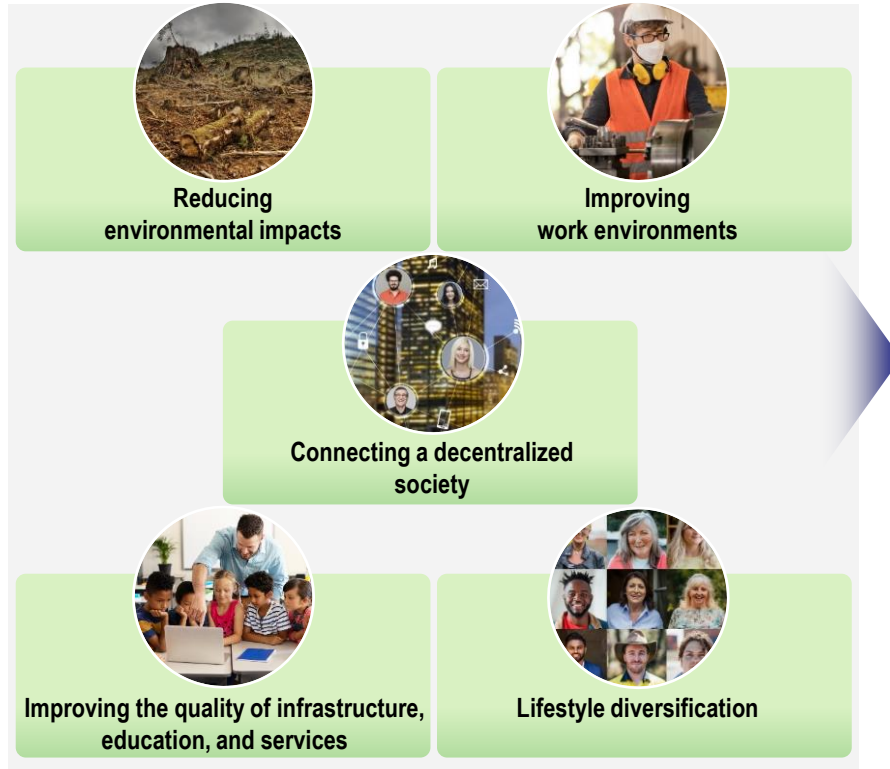 Reducing
environmental impacts
Improving
work environments
Connecting a decentralized
society
Improving the quality of infrastructure,
education, and services
Lifestyle diversification